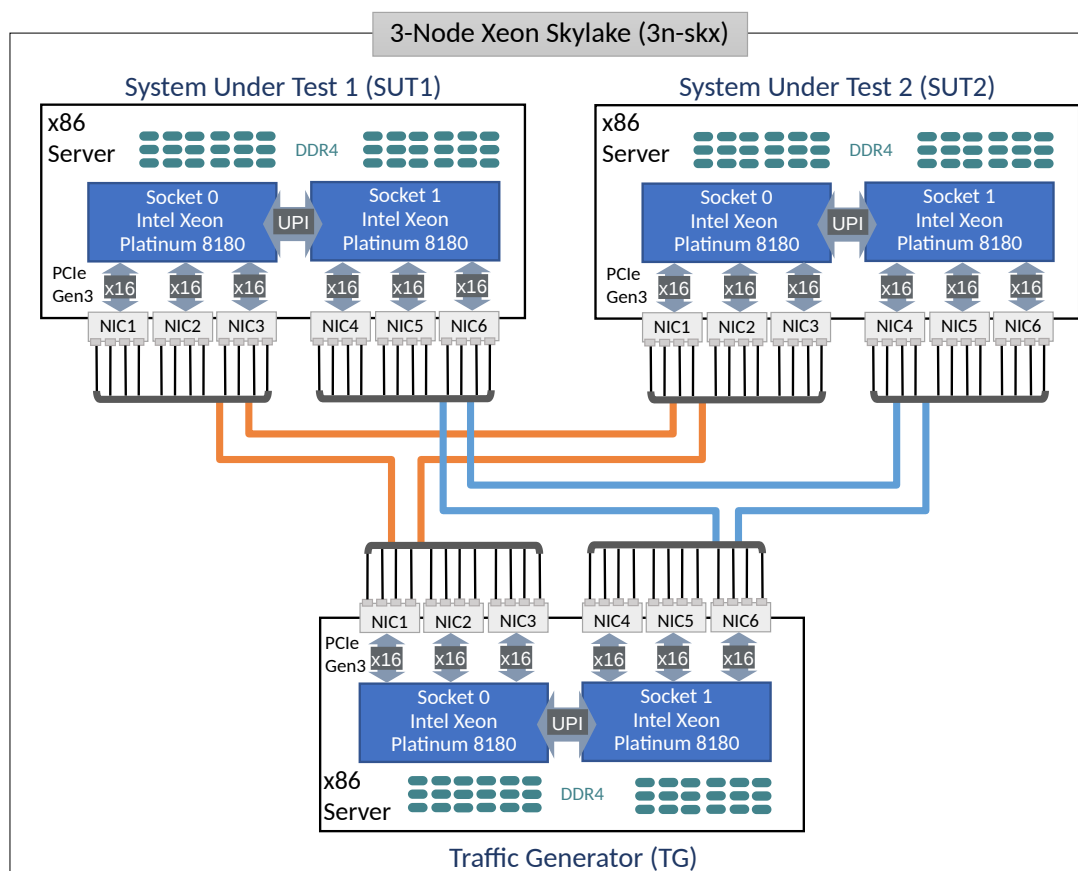 3-Node Xeon Skylake (3n-skx)
System Under Test 1 (SUT1)
x86
Server
DDR4
Socket 0
Intel Xeon
Platinum 8180
UPI
Socket 1
Intel Xeon
Platinum 8180
PCIe
Gen3
x16
x16
x16
x16
x16
x16
NIC1
NIC2
NIC3
NIC4
NIC5
NIC6
System Under Test 2 (SUT2)
x86
Server
DDR4
Socket 0
Intel Xeon
Platinum 8180
UPI
Socket 1
Intel Xeon
Platinum 8180
PCIe
Gen3
x16
x16
x16
x16
x16
x16
NIC1
NIC2
NIC3
NIC4
NIC5
NIC6
NIC1
NIC2
NIC3
NIC4
NIC5
NIC6
PCIe
Gen3
x16
x16
x16
x16
x16
x16
Socket 0
Intel Xeon
Platinum 8180
UPI
Socket 1
Intel Xeon
Platinum 8180
x86
Server
DDR4
Traffic Generator (TG)